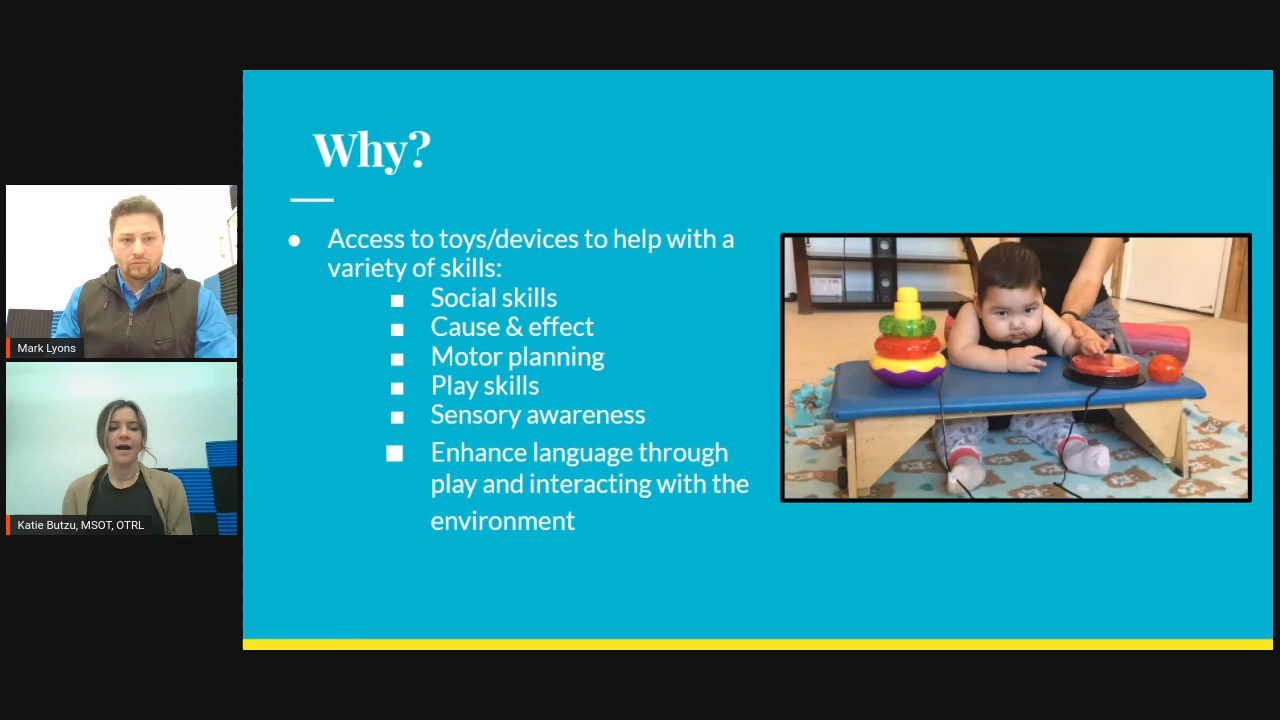 Why?
Access to toys/devices to help with a
variety of skills:
Social skills
Cause & effect
Motor planning
Play skills
Sensory awareness
Enhance language through
play and interacting with the
environment
Mark Lyons
Katie Butzu, MSOT, OTRL